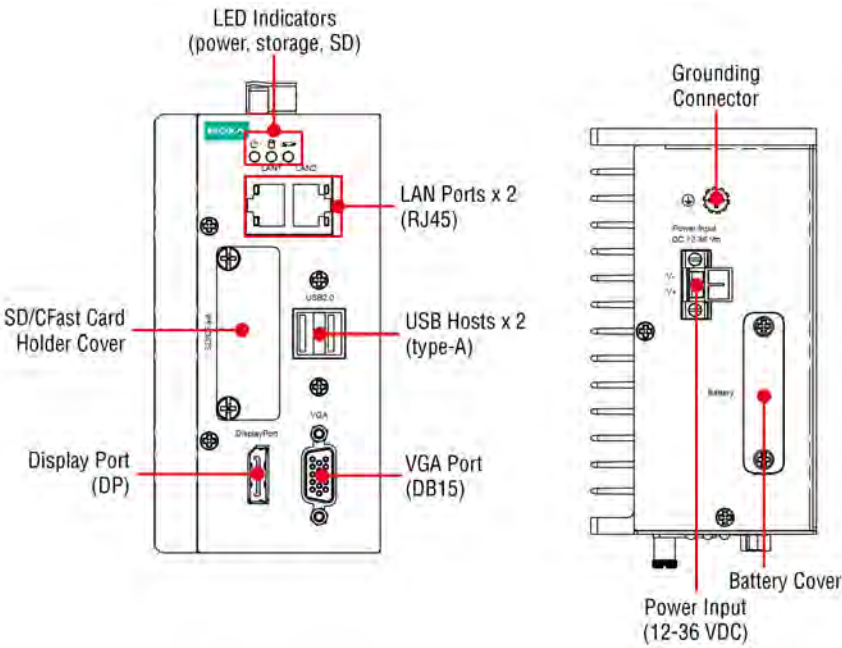 LED Indicators
(power, storage, SD)
MOXA
LAN1 LAN2
LAN Ports x 2
(RJ45)
USB2.0
SD/CFast Card
Holder Cover
USB Hosts x 2
(type-A)
VGA
DisplayPort
Display Port
(DP)
VGA Port
(DB15)
Grounding
Connector
Power Input
V-
V+
Battery
Battery Cover
Power Input
(12-36 VDC)